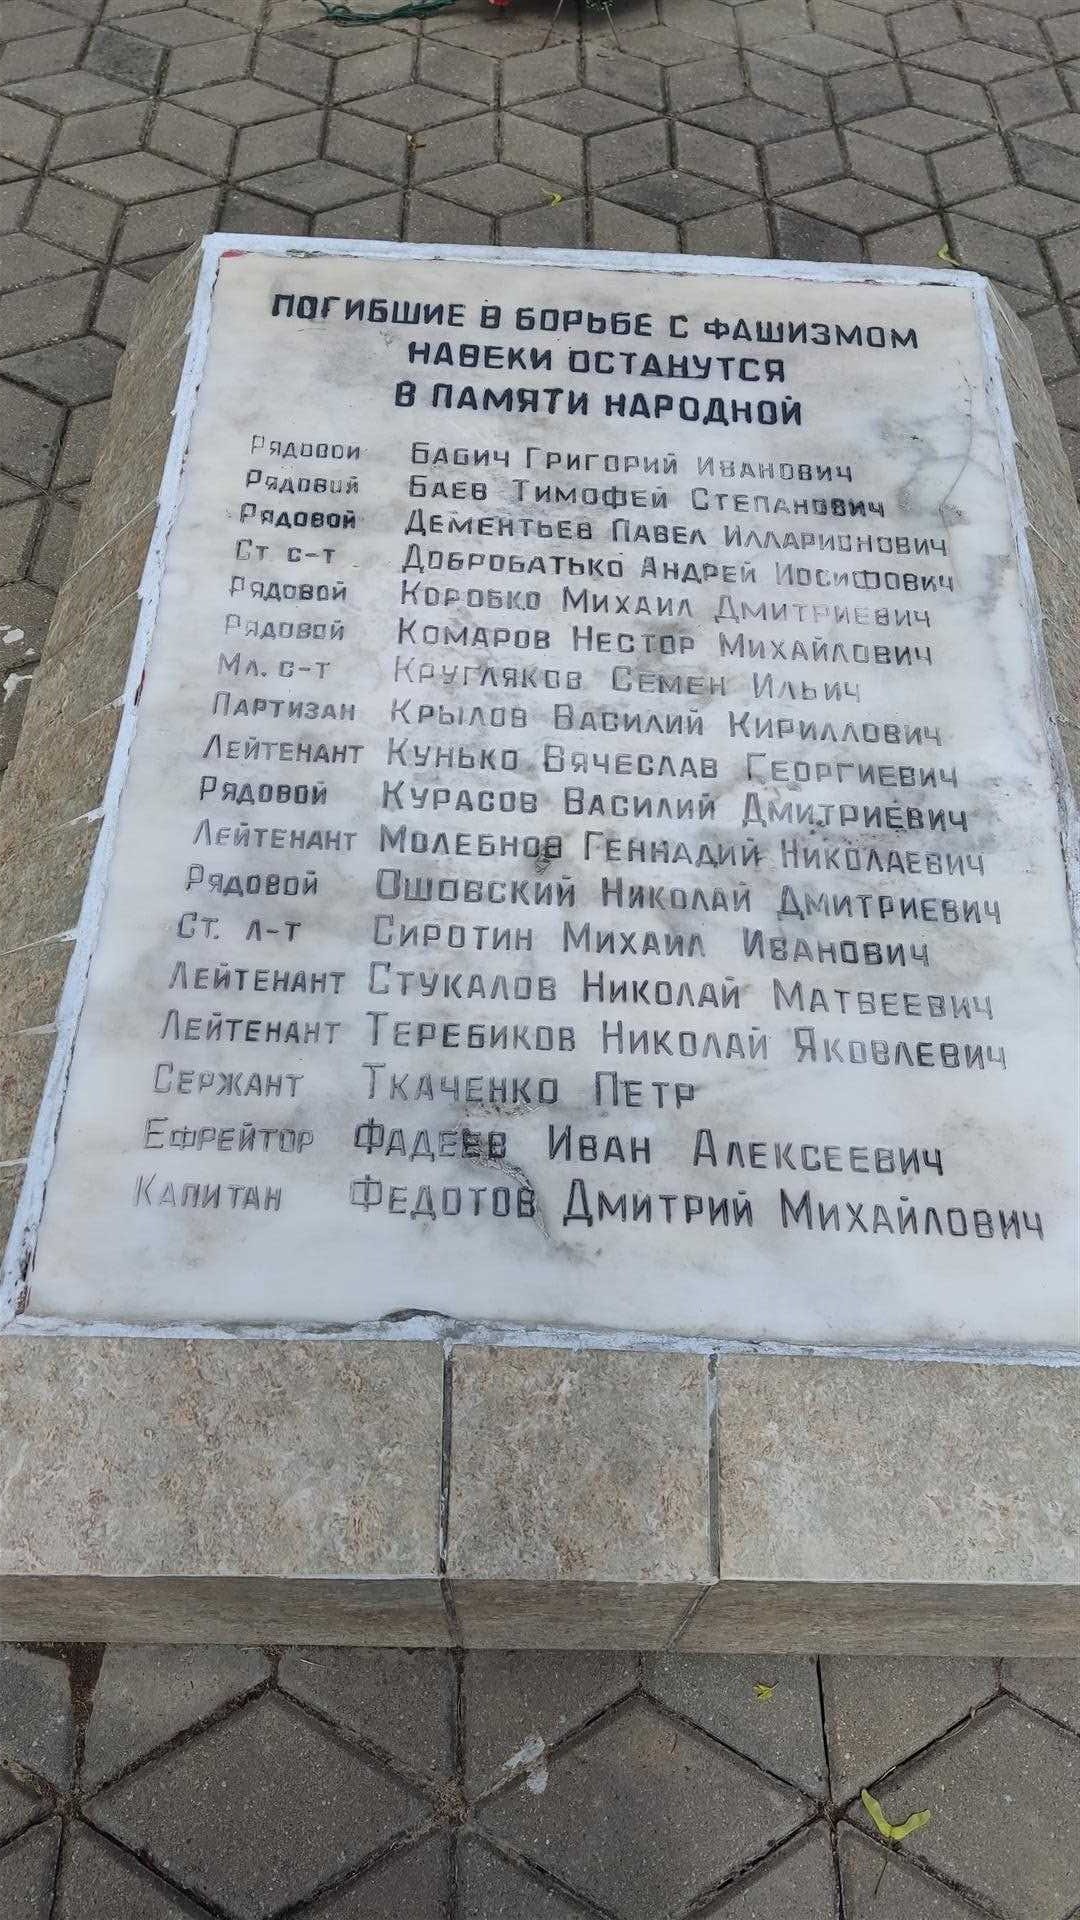 ПОГИБШИЕ В БОРЬБЕ С ФАШИЗМОМ
НАВЕКИ ОСТАНУТСЯ
В ПАМЯТИ НАРОДНОЙ
Рядовой Бабич Григорий Иванович
Рядовой Баев Тимофей Степанович
Рядовой Дементьев Павел Илларионович
Ст с-т Добробатько Андрей Иосифович
Рядовой Коробко Михаил Дмитриевич
Рядовой Комаров Нестор Михайлович
Мл. с-т Кругляков Семен Ильич
Партизан Крылов Василий Кириллович
Лейтенант Кунько Вячеслав Георгиевич
Рядовой Курасов Василий Дмитриевич
Лейтенант Молебнов Геннадий Николаевич
Рядовой Ошовский Николай Дмитриевич
Ст. л-т Сиротин Михаил Иванович
Лейтенант Стукалов Николай Матвеевич
Лейтенант Теребиков Николай Яковлевич
Сержант Ткаченко Петр
Ефрейтор Фадеев Иван Алексеевич
Капитан Федотов Дмитрий Михайлович